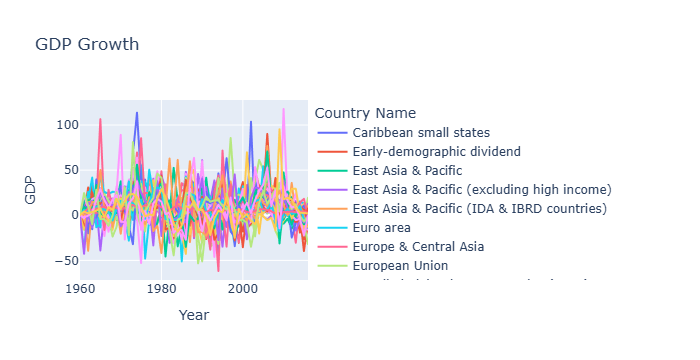 GDP Growth
Country Name
Caribbean small states
Early-demographic dividend
East Asia & Pacific
East Asia & Pacific (excluding high income)
East Asia & Pacific (IDA & IBRD countries)
Euro area
Europe & Central Asia
European Union
GDP
100
50
0
−50
1960
1980
2000
Year